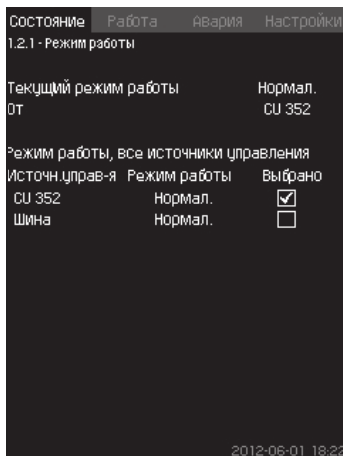 Состояние Работа Авария Настройки
1.2.1 - Режим работы
Текущий режим работы Нормал.
От CU 352
Режим работы, все источники управления
Источн.управ-я Режим работы Выбрано
CU 352 Нормал.
Шина Нормал.
2012-06-01 18:22